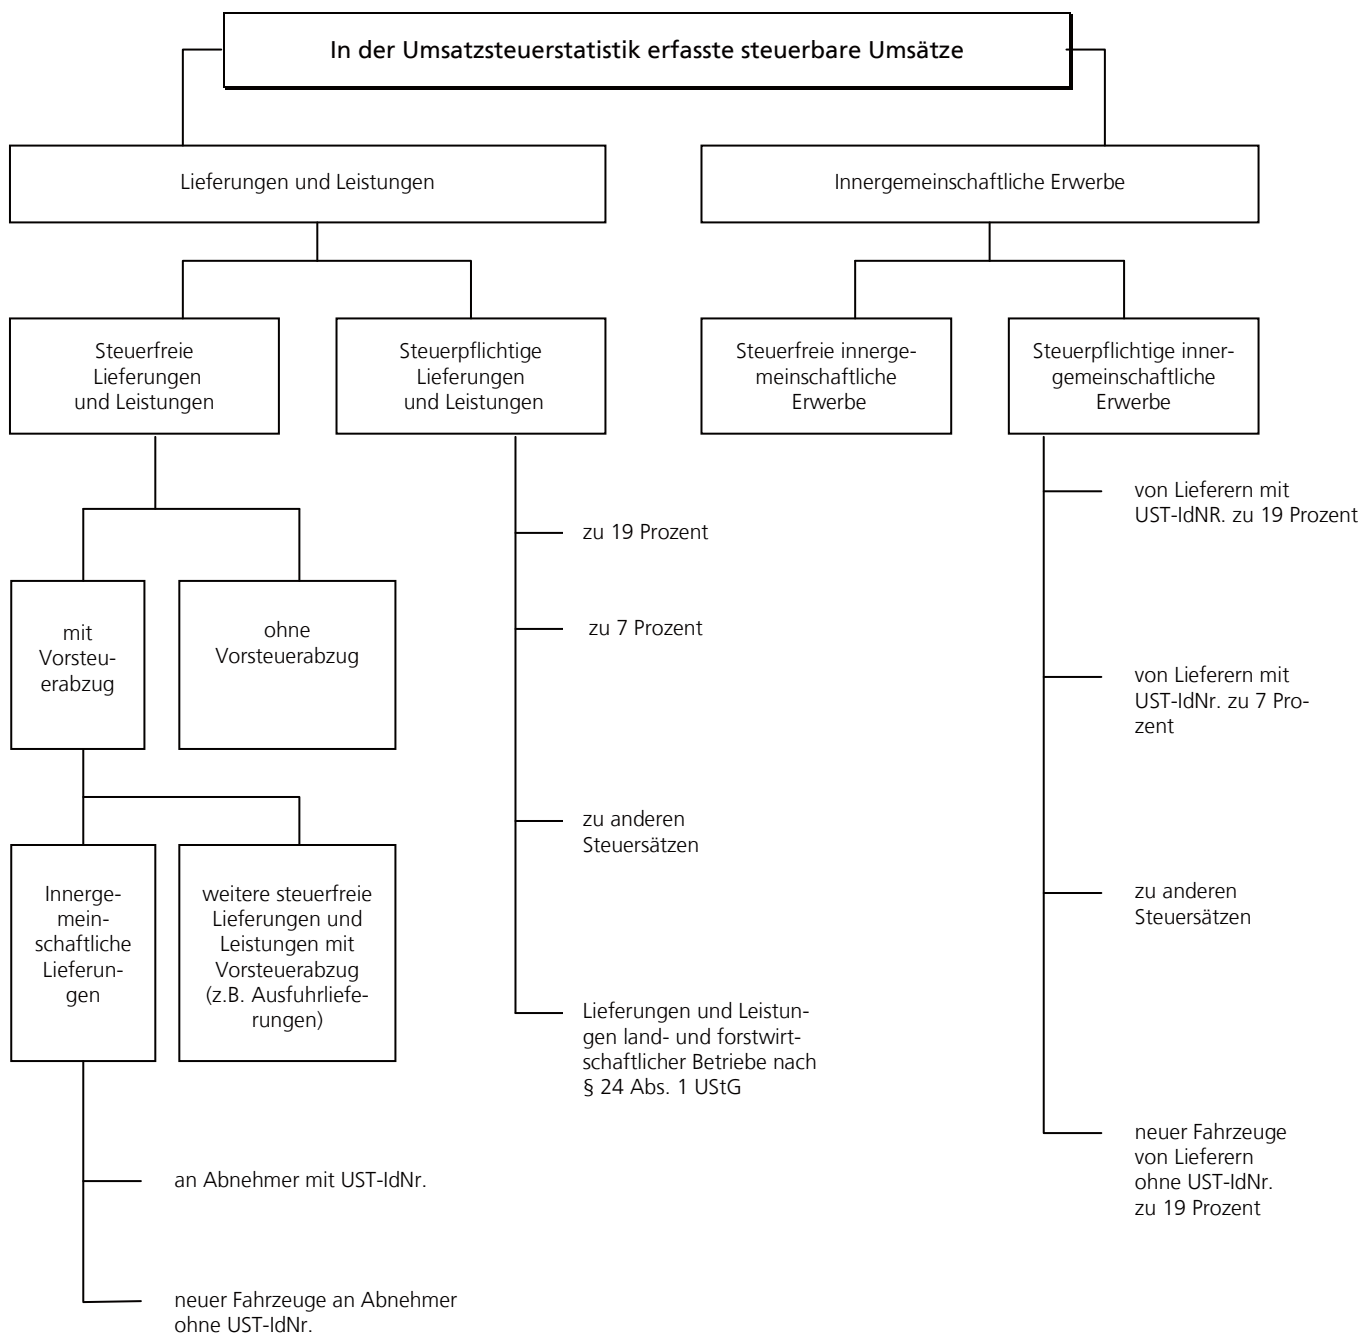 In der Umsatzsteuerstatistik erfasste steuerbare Umsätze
Lieferungen und Leistungen
Innergemeinschaftliche Erwerbe
Steuerfreie
Lieferungen
und Leistungen
Steuerpflichtige
Lieferungen
und Leistungen
Steuerfreie innerge-
meinschaftliche
Erwerbe
Steuerpflichtige inner-
gemeinschaftliche
Erwerbe
mit
Vorsteu-
erabzug
ohne
Vorsteuerabzug
Innerge-
mein-
schaftliche
Lieferun-
gen
weitere steuerfreie
Lieferungen und
Leistungen mit
Vorsteuerabzug
(z.B. Ausfuhrliefe-
rungen)
an Abnehmer mit UST-IdNr.
neuer Fahrzeuge an Abnehmer
ohne UST-IdNr.
zu 19 Prozent
zu 7 Prozent
zu anderen
Steuersätzen
Lieferungen und Leistun-
gen land- und forstwirt-
schaftlicher Betriebe nach
§ 24 Abs. 1 UStG
von Lieferern mit
UST-IdNR. zu 19 Prozent
von Lieferern mit
UST-IdNr. zu 7 Pro-
zent
zu anderen
Steuersätzen
neuer Fahrzeuge
von Lieferern
ohne UST-IdNr.
zu 19 Prozent